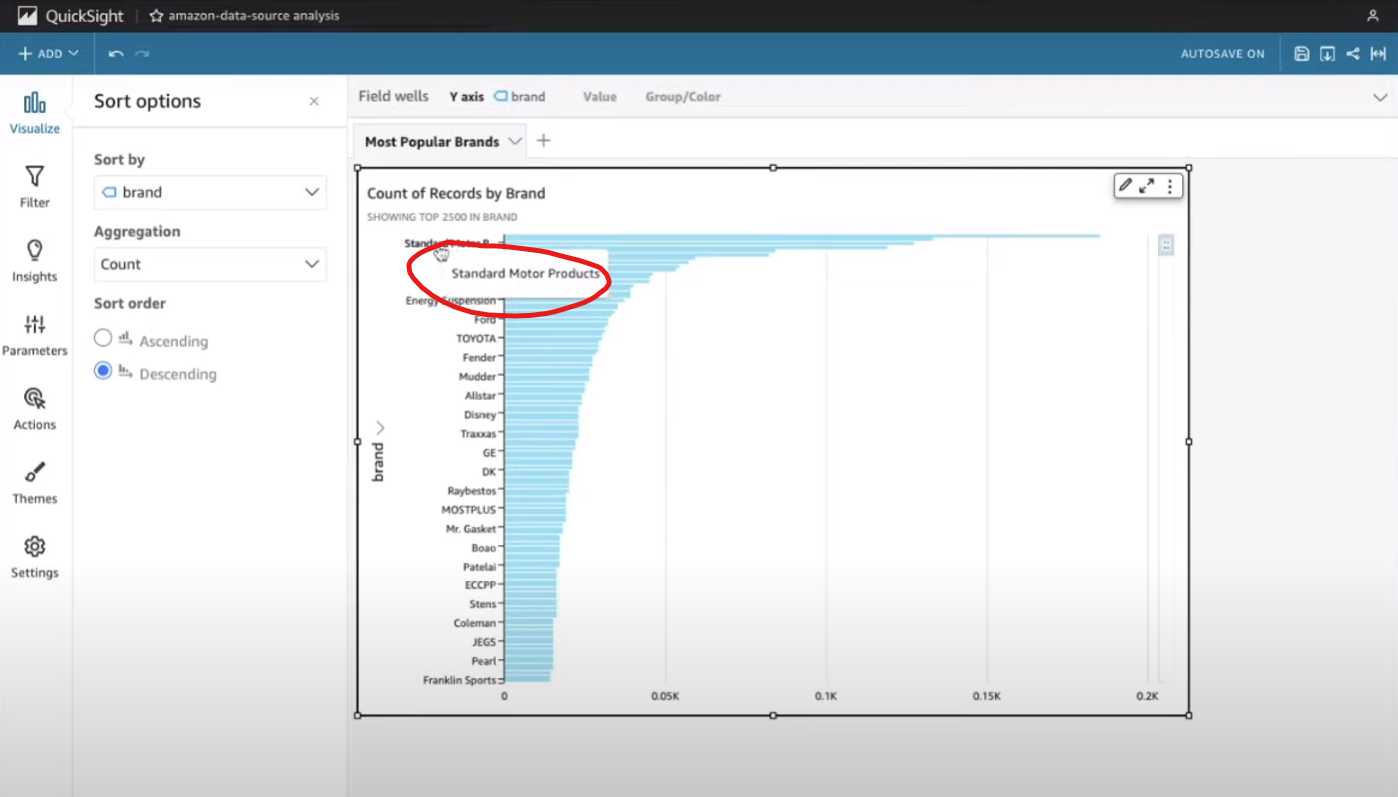 QuickSight
amazon-data-source analysis
ADD
AUTOSAVE ON
Visualize
Filter
Insights
Parameters
Actions
Themes
Settings
Sort options
Sort by
brand
Aggregation
Count
Sort order
Ascending
Descending
Field wells
Y axis
brand
Value
Group/Color
Most Popular Brands
Count of Records by Brand
SHOWING TOP 2500 IN BRAND
Standard Motor P...
Standard Motor Products
Energy Suspension
Ford
TOYOTA
Fender
Mudder
Allstar
Disney
Traxxas
GE
DK
Raybestos
MOSTPLUS
Mr. Gasket
Boao
Patelai
ECCPP
Stens
Coleman
JEGS
Pearl
Franklin Sports
brand
0
0.05K
0.1K
0.15K
0.2K